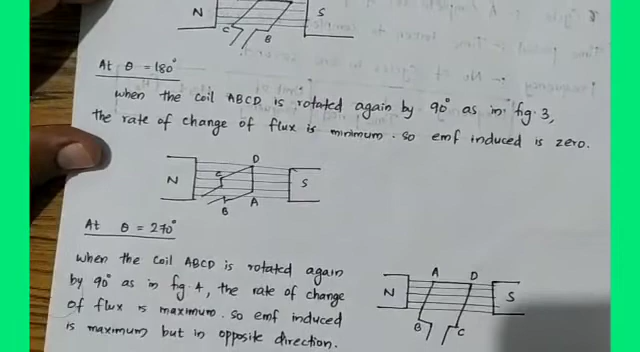 N S
C B
At θ = 180°
when the coil ABCD is rotated again by 90° as in fig. 3,
the rate of change of flux is minimum. so emf induced is zero.
D
N C S
B A
At θ = 270°
when the coil ABCD is rotated again
by 90° as in fig. 4, the rate of change
of flux is maximum. so emf induced
is maximum but in opposite direction.
A D
N S
B C